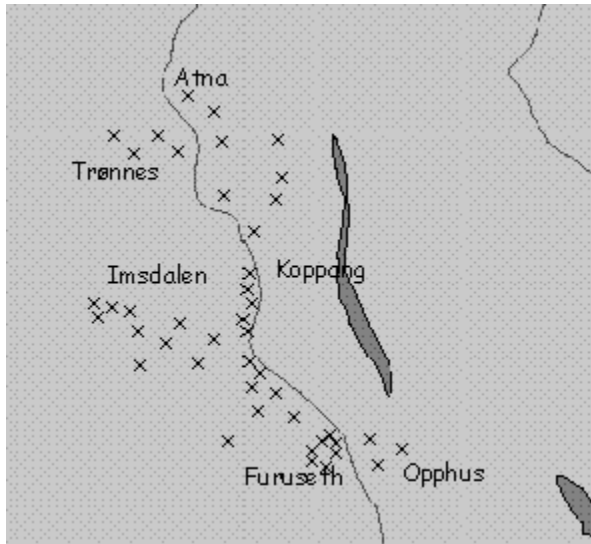 Atna
Trønnes
Imsdalen
Koppang
Furuseth
Opphus